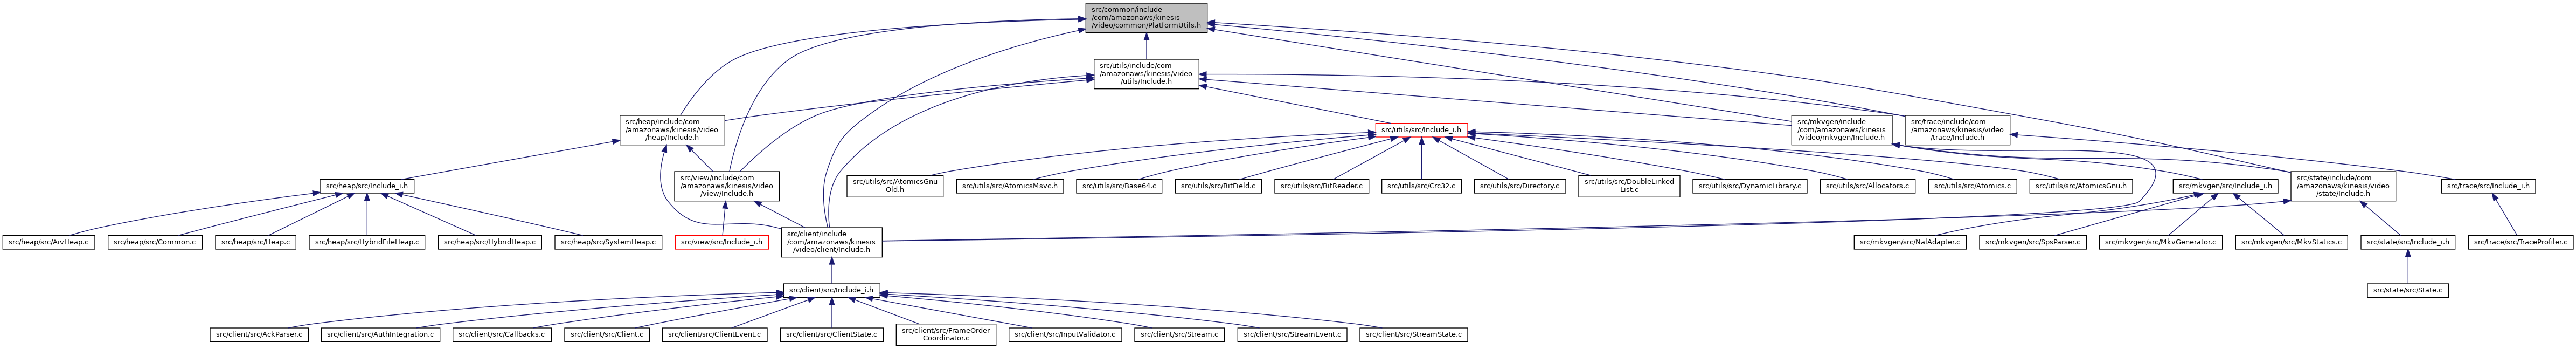 src/common/include
/com/amazonaws/kinesis
/video/common/PlatformUtils.h
src/utils/include/com
/amazonaws/kinesis/video
/utils/Include.h
src/heap/include/com
/amazonaws/kinesis/video
/heap/Include.h
src/utils/src/Include_i.h
src/mkvgen/include
/com/amazonaws/kinesis
/video/mkvgen/Include.h
src/trace/include/com
/amazonaws/kinesis/video
/trace/Include.h
src/heap/src/Include_i.h
src/view/include/com
/amazonaws/kinesis/video
/view/Include.h
src/utils/src/AtomicsGnu
Old.h
src/utils/src/AtomicsMsvc.h
src/utils/src/Base64.c
src/utils/src/BitField.c
src/utils/src/BitReader.c
src/utils/src/Crc32.c
src/utils/src/Directory.c
src/utils/src/DoubleLinked
List.c
src/utils/src/DynamicLibrary.c
src/utils/src/Allocators.c
src/utils/src/Atomics.c
src/utils/src/AtomicsGnu.h
src/mkvgen/src/Include_i.h
src/state/include/com
/amazonaws/kinesis/video
/state/Include.h
src/trace/src/Include_i.h
src/heap/src/AivHeap.c
src/heap/src/Common.c
src/heap/src/Heap.c
src/heap/src/HybridFileHeap.c
src/heap/src/HybridHeap.c
src/heap/src/SystemHeap.c
src/view/src/Include_i.h
src/client/include
/com/amazonaws/kinesis
/video/client/Include.h
src/mkvgen/src/NalAdapter.c
src/mkvgen/src/SpsParser.c
src/mkvgen/src/MkvGenerator.c
src/mkvgen/src/MkvStatics.c
src/state/src/Include_i.h
src/trace/src/TraceProfiler.c
src/client/src/Include_i.h
src/state/src/State.c
src/client/src/AckParser.c
src/client/src/AuthIntegration.c
src/client/src/Callbacks.c
src/client/src/Client.c
src/client/src/ClientEvent.c
src/client/src/ClientState.c
src/client/src/FrameOrder
Coordinator.c
src/client/src/InputValidator.c
src/client/src/Stream.c
src/client/src/StreamEvent.c
src/client/src/StreamState.c